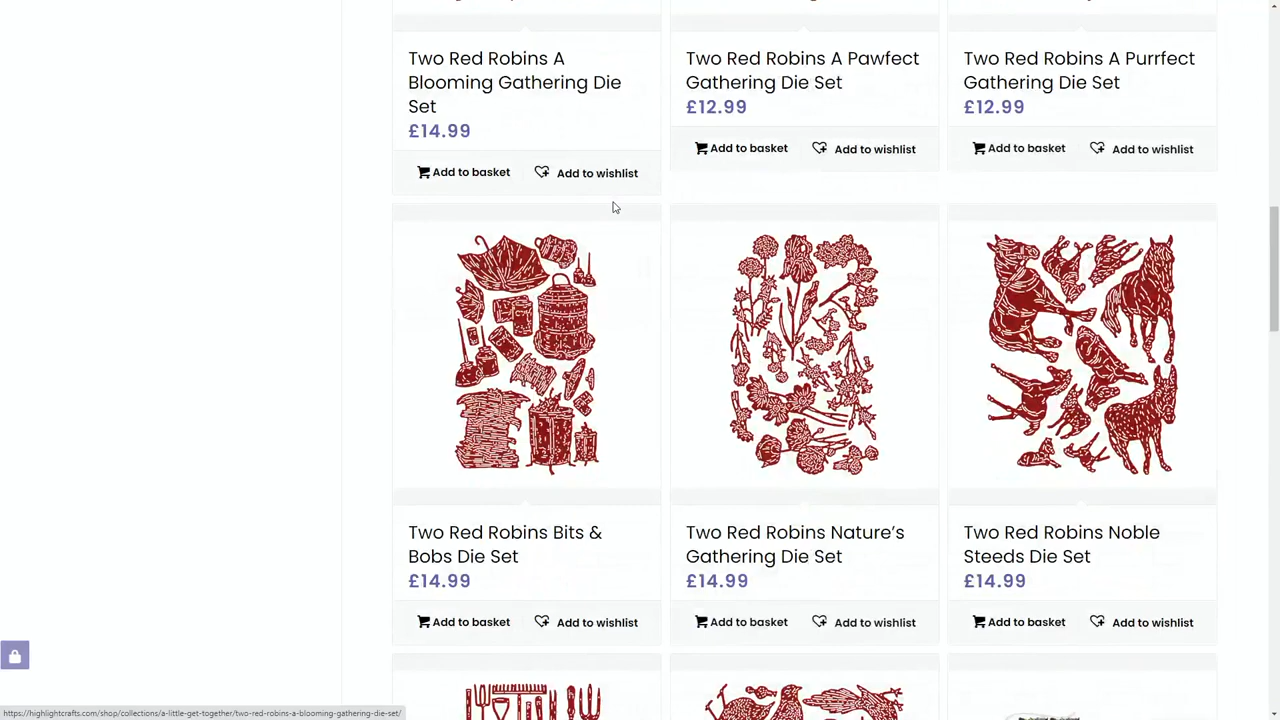 Two Red Robins A
Blooming Gathering Die
Set
£14.99
Add to basket
Add to wishlist
Two Red Robins A Pawfect
Gathering Die Set
£12.99
Add to basket
Add to wishlist
Two Red Robins A Purrfect
Gathering Die Set
£12.99
Add to basket
Add to wishlist
Two Red Robins Bits &
Bobs Die Set
£14.99
Add to basket
Add to wishlist
Two Red Robins Nature’s
Gathering Die Set
£14.99
Add to basket
Add to wishlist
Two Red Robins Noble
Steeds Die Set
£14.99
Add to basket
Add to wishlist
https://highlightcrafts.com/shop/collections/a-little-get-together/two-red-robins-a-blooming-gathering-die-set/